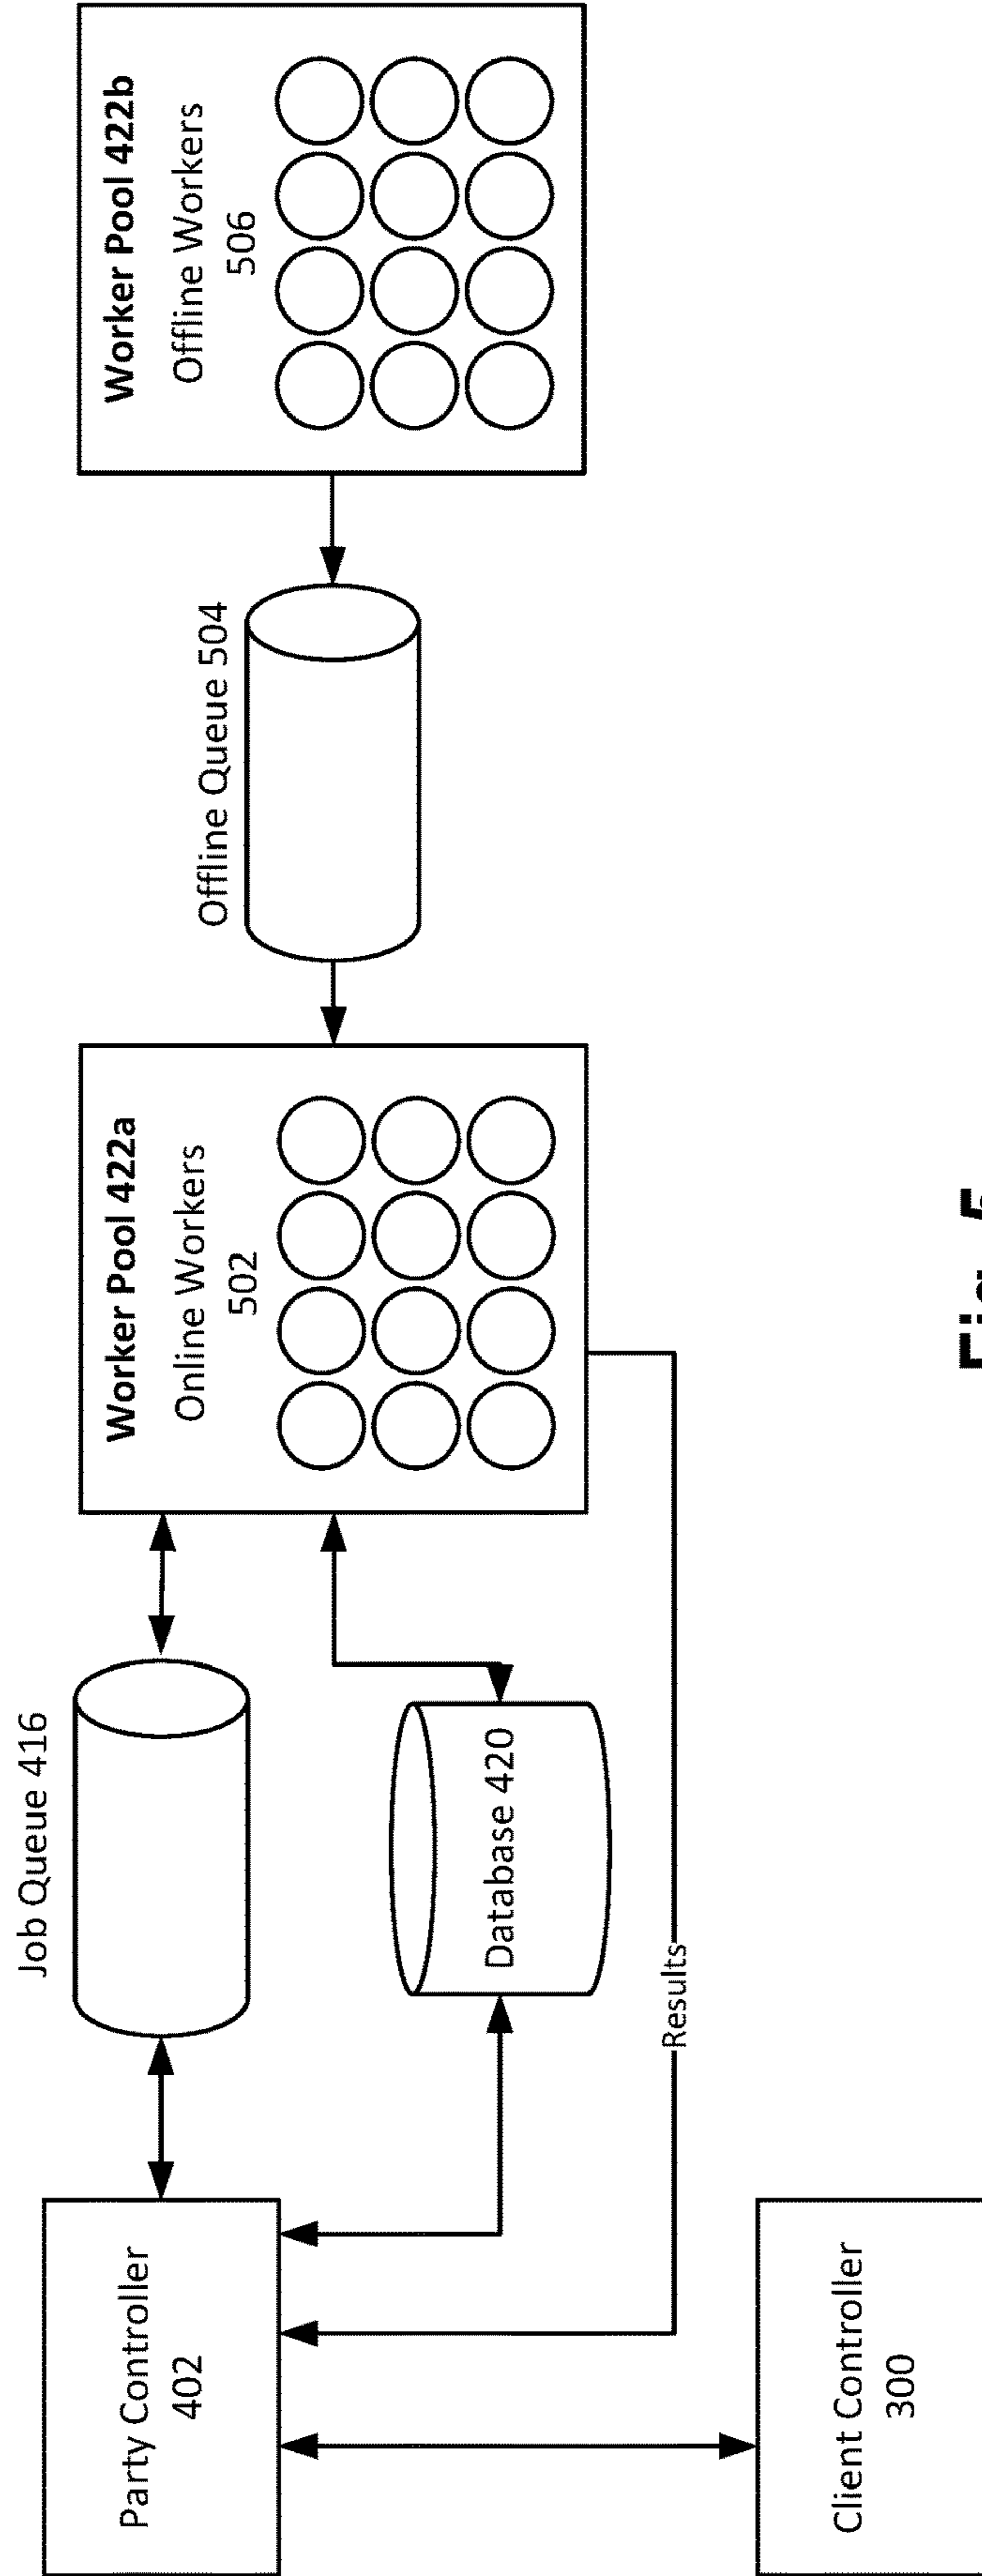 Job Queue 416
Party Controller
402
Worker Pool 422a
Online Workers
502
Offline Queue 504
Worker Pool 422b
Offline Workers
506
Database 420
Results
Client Controller
300